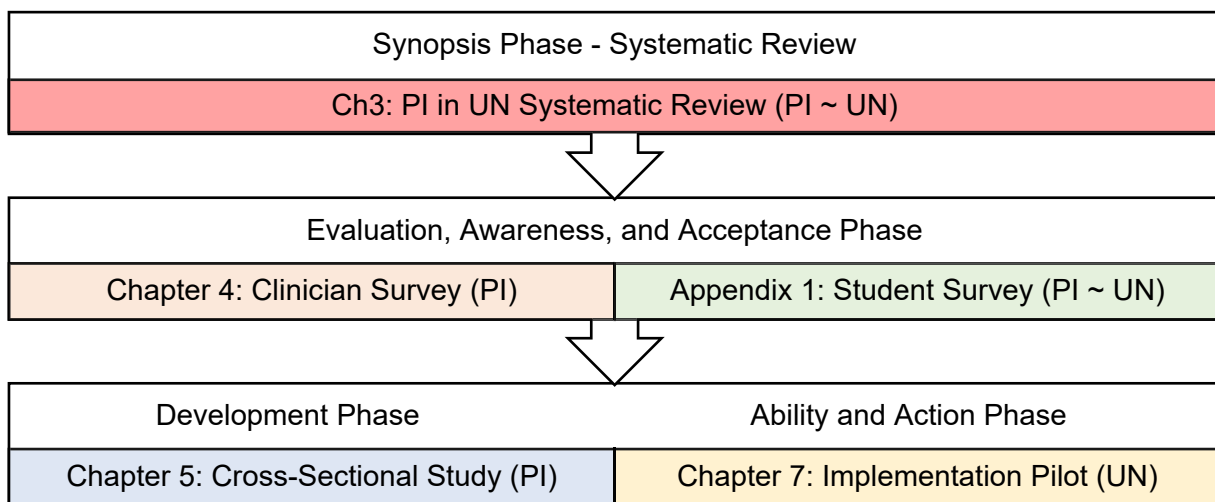 Synopsis Phase - Systematic Review
Ch3: PI in UN Systematic Review (PI ~ UN)
Evaluation, Awareness, and Acceptance Phase
Chapter 4: Clinician Survey (PI)
Appendix 1: Student Survey (PI ~ UN)
Development Phase
Ability and Action Phase
Chapter 5: Cross-Sectional Study (PI)
Chapter 7: Implementation Pilot (UN)